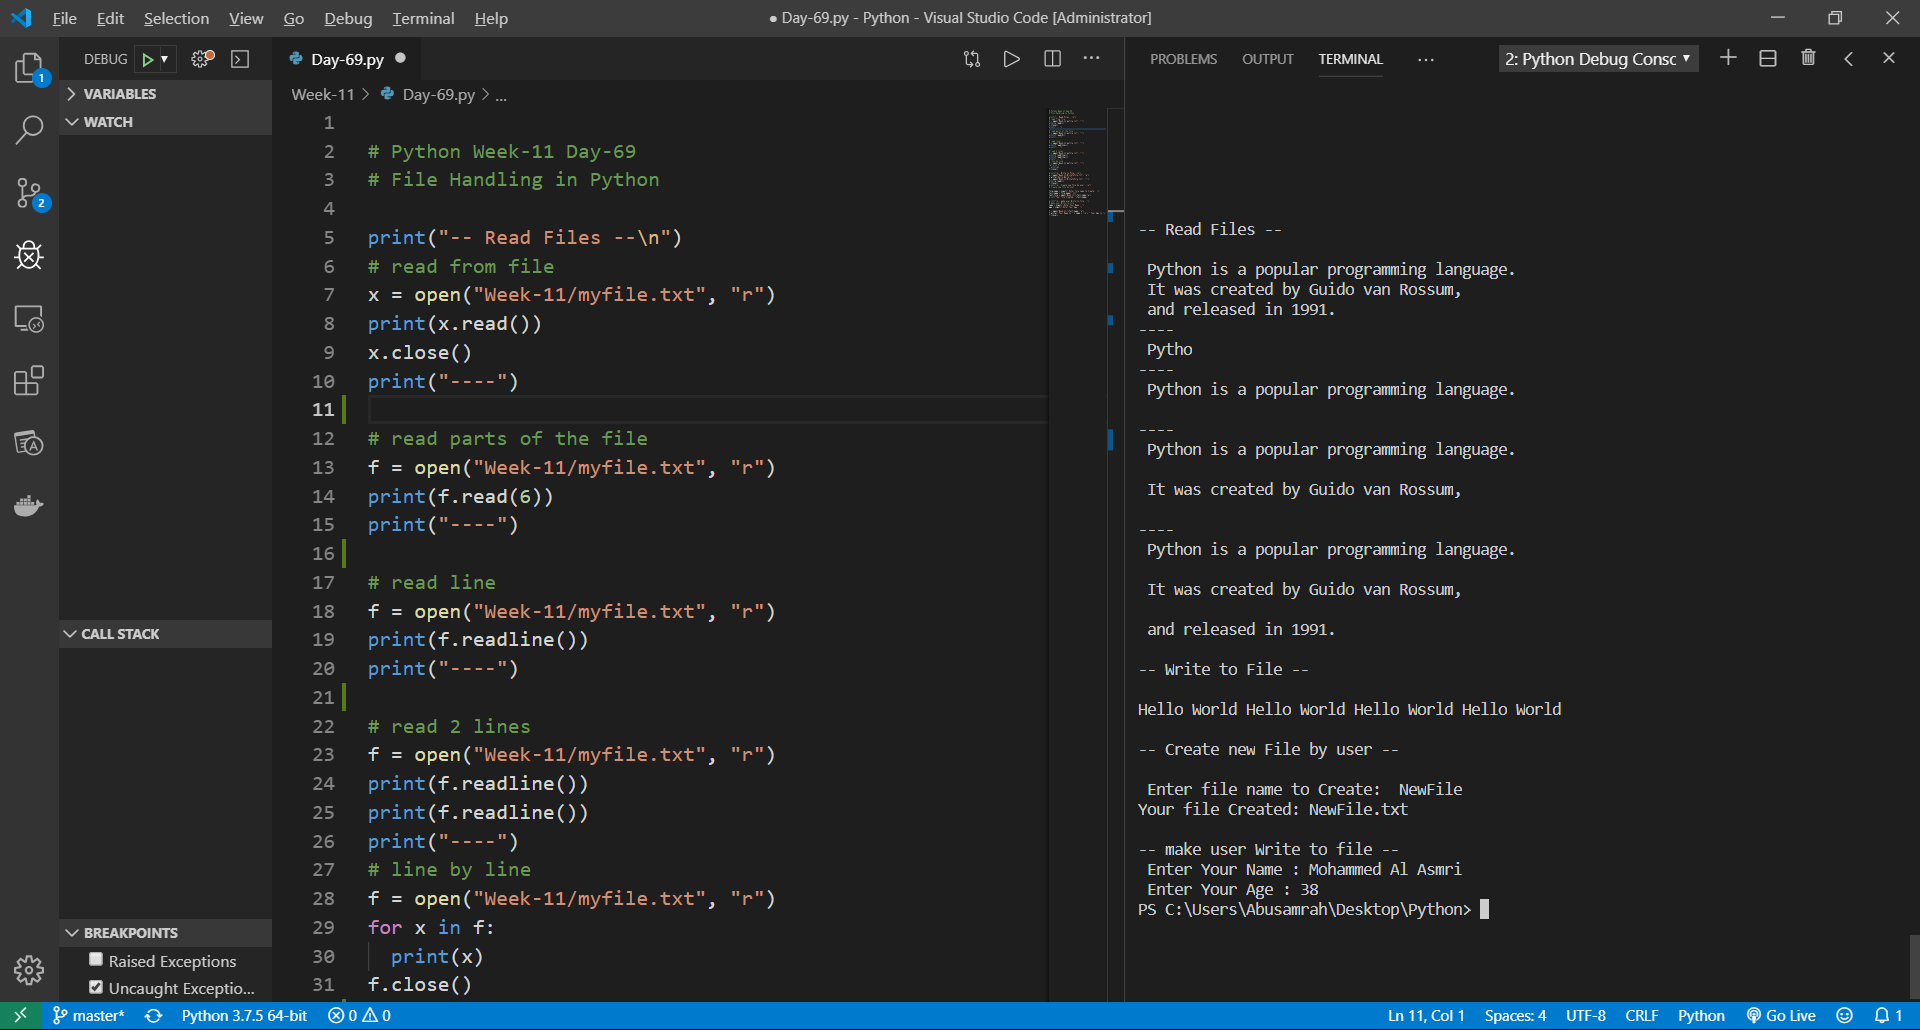 File Edit Selection View Go Debug Terminal Help
● Day-69.py - Python - Visual Studio Code [Administrator]
DEBUG
Day-69.py
PROBLEMS OUTPUT TERMINAL ...
2: Python Debug Consc
VARIABLES
WATCH
CALL STACK
BREAKPOINTS
Raised Exceptions
Uncaught Exceptio...
1
2
Week-11 > Day-69.py > ...
1
2 # Python Week-11 Day-69
3 # File Handling in Python
4
5 print("-- Read Files --\n")
6 # read from file
7 x = open("Week-11/myfile.txt", "r")
8 print(x.read())
9 x.close()
10 print("----")
11
12 # read parts of the file
13 f = open("Week-11/myfile.txt", "r")
14 print(f.read(6))
15 print("----")
16
17 # read line
18 f = open("Week-11/myfile.txt", "r")
19 print(f.readline())
20 print("----")
21
22 # read 2 lines
23 f = open("Week-11/myfile.txt", "r")
24 print(f.readline())
25 print(f.readline())
26 print("----")
27 # line by line
28 f = open("Week-11/myfile.txt", "r")
29 for x in f:
30   print(x)
31 f.close()
-- Read Files --
Python is a popular programming language.
It was created by Guido van Rossum,
and released in 1991.
----
Pytho
----
Python is a popular programming language.
----
Python is a popular programming language.
It was created by Guido van Rossum,
----
Python is a popular programming language.
It was created by Guido van Rossum,
and released in 1991.
-- Write to File --
Hello World Hello World Hello World Hello World
-- Create new File by user --
Enter file name to Create:  NewFile
Your file Created: NewFile.txt
-- make user Write to file --
Enter Your Name : Mohammed Al Asmri
Enter Your Age : 38
PS C:\Users\Abusamrah\Desktop\Python>
master* Python 3.7.5 64-bit 0 0 Ln 11, Col 1 Spaces: 4 UTF-8 CRLF Python Go Live 1